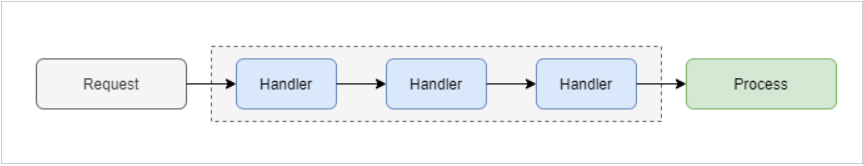 Request
Handler
Handler
Handler
Process